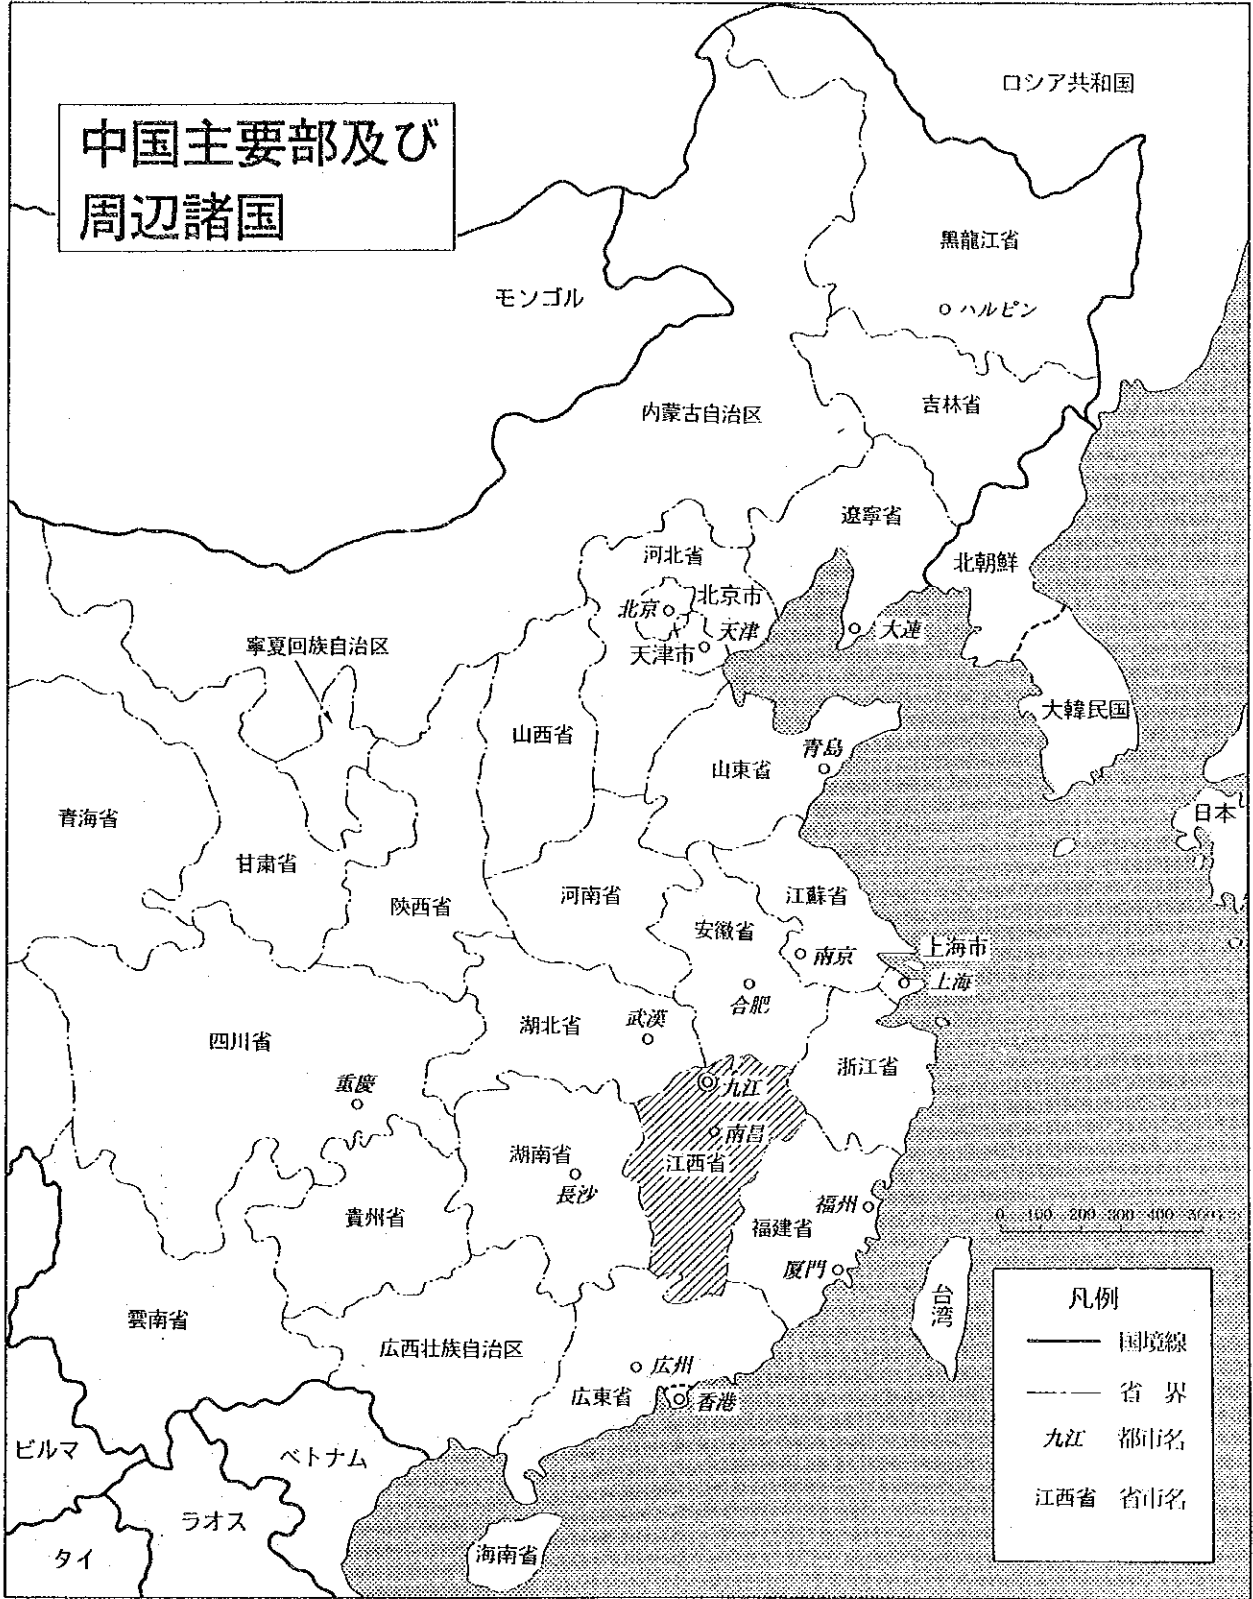 中国主要部及び
周辺諸国
ロシア共和国
モンゴル
黒龍江省
ハルピン
内蒙古自治区
吉林省
遼寧省
河北省
北朝鮮
北京市
北京
天津
大連
天津市
寧夏回族自治区
大韓民国
山西省
青島
山東省
日本
青海省
甘粛省
陝西省
河南省
江蘇省
安徽省
南京
上海市
上海
合肥
四川省
湖北省
武漢
浙江省
重慶
九江
南昌
湖南省
江西省
長沙
貴州省
福州
福建省
厦門
0 100 200 300 400
台湾
雲南省
広西壮族自治区
広州
広東省
香港
ビルマ
ベトナム
ラオス
タイ
海南省
凡例
国境線
省 界
九江 都市名
江西省 省市名